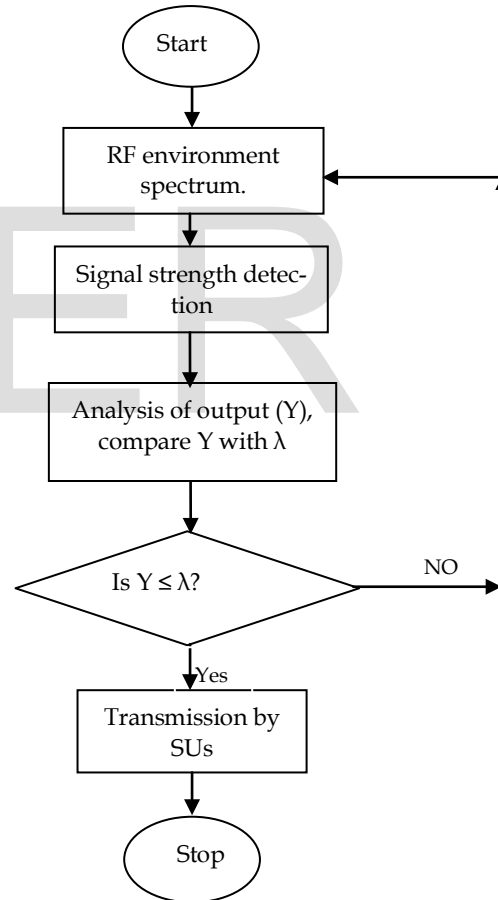 Start
RF environment
spectrum.
Signal strength detec-
tion
Analysis of output (Y),
compare Y with λ
Is Y ≤ λ?
NO
Yes
Transmission by
SUs
Stop
ER